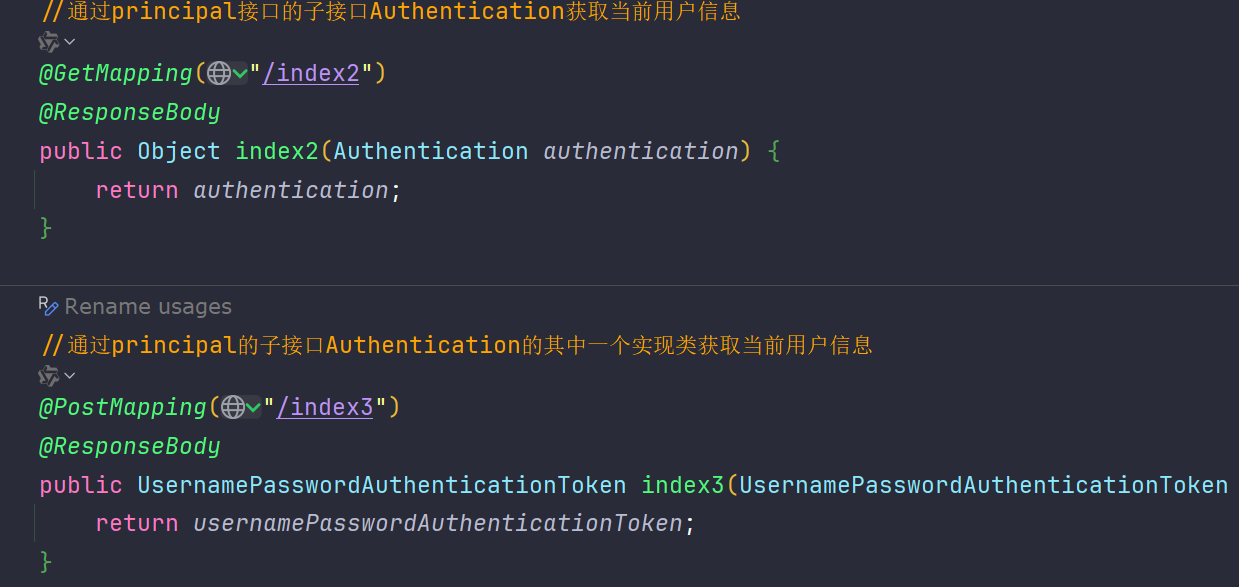 //通过principal接口的子接口Authentication获取当前用户信息
@GetMapping("/index2")
@ResponseBody
public Object index2(Authentication authentication) {
return authentication;
}
Rename usages
//通过principal的子接口Authentication的其中一个实现类获取当前用户信息
@PostMapping("/index3")
@ResponseBody
public UsernamePasswordAuthenticationToken index3(UsernamePasswordAuthenticationToken
return usernamePasswordAuthenticationToken;
}